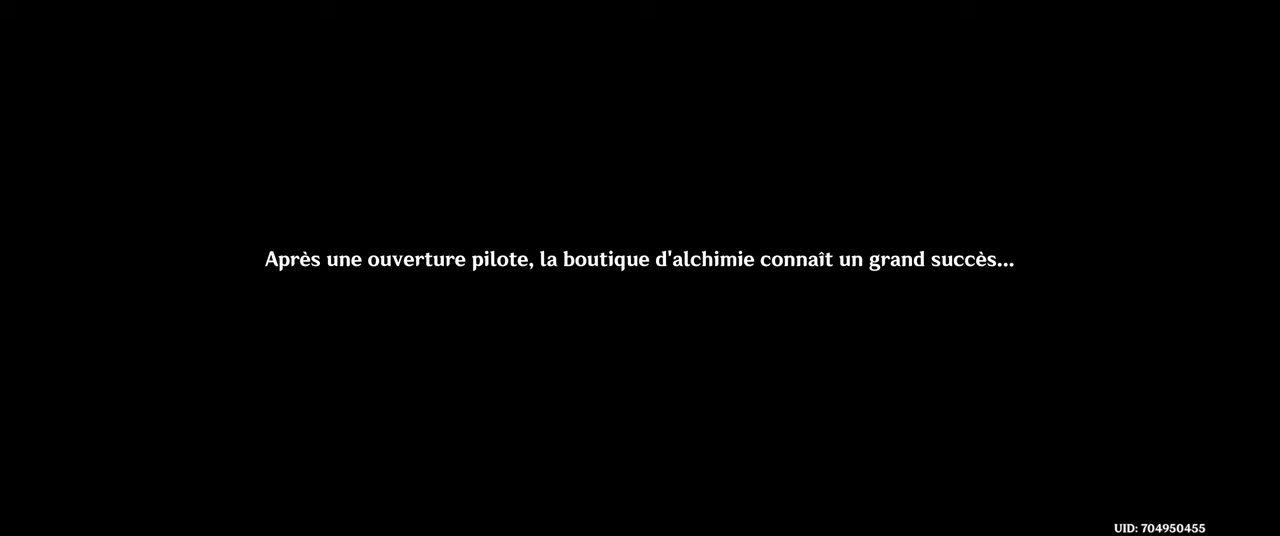 Après une ouverture pilote, la boutique d'alchimie connaît un grand succès...
UID: 704950455